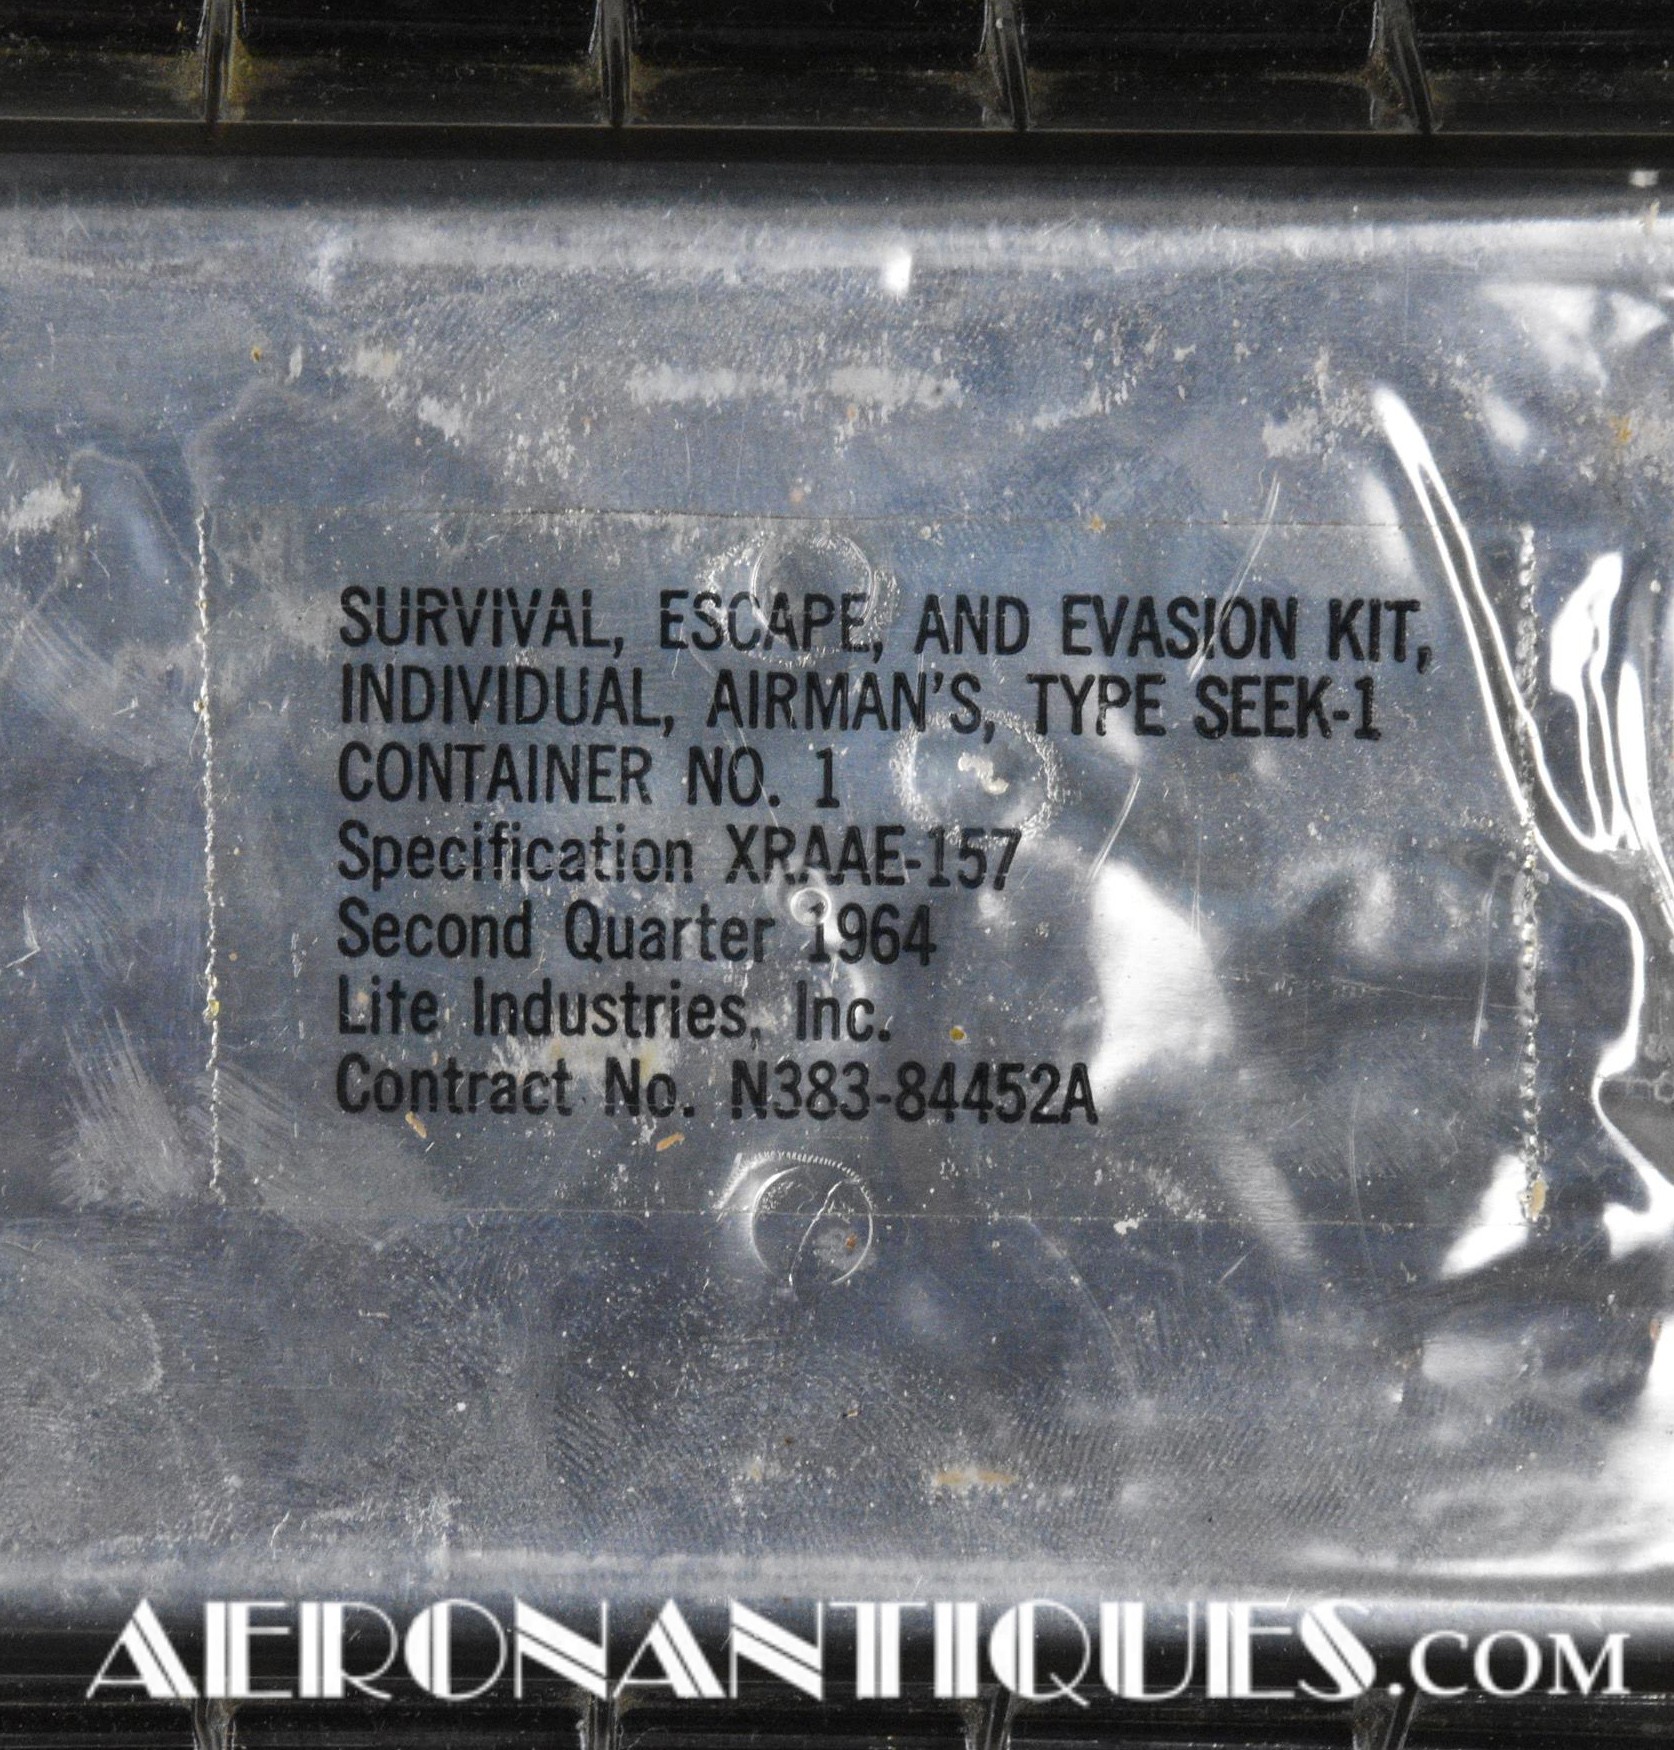 SURVIVAL, ESCAPE, AND EVASION KIT,
INDIVIDUAL, AIRMAN'S, TYPE SEEK-1
CONTAINER NO. 1
Specification XRAAE-157
Second Quarter 1964
Lite Industries, Inc.
Contract No. N383-84452A
AERONANTIQUES.COM